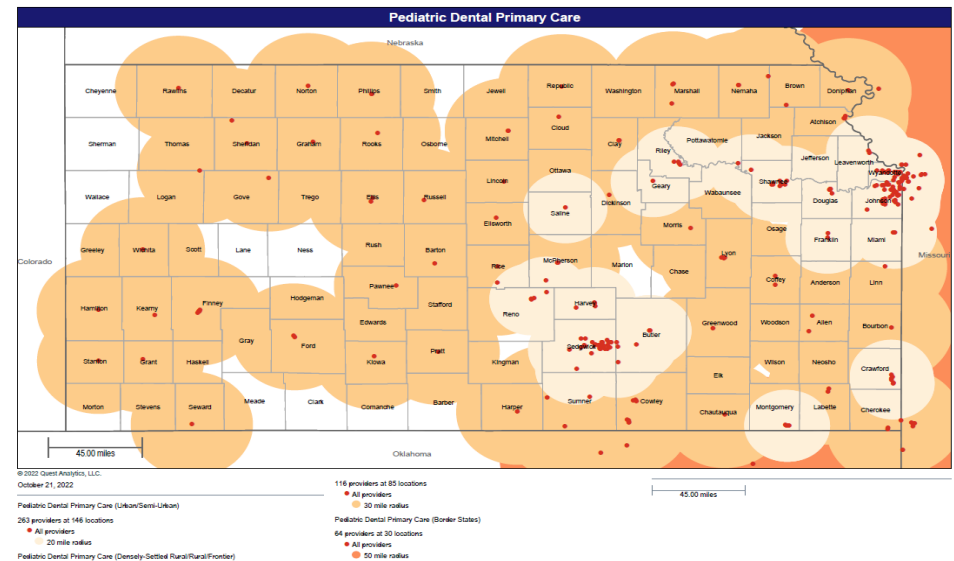 Pediatric Dental Primary Care
Nebraska
Cheyenne Rawlins Decatur Norton Phillips Smith Jewell Republic Washington Marshall Nemaha Brown Doniphan
Atchison
Cloud
Sherman Thomas Sheridan Graham Rooks Osborne Mitchell Clay Riley Pottawatomie Jackson
Jefferson Leavenworth
Ottawa
Wyandotte
Wallace Logan Gove Trego Ellis Russell Lincoln Geary Wabaunsee Shawnee
Saline Dickinson Douglas Johnson
Ellsworth Morris Osage
Franklin Miami
Greeley Wichita Scott Lane Ness Rush Barton
Colorado Rice McPherson Marion Chase Lyon Missouri
Coffey Anderson Linn
Pawnee
Hamilton Kearny Finney Hodgeman Stafford Reno Harvey
Edwards
Gray Ford Sedgwick Butler Greenwood Woodson Allen Bourbon
Stanton Grant Haskell Kiowa Pratt Kingman Wilson Neosho
Crawford
Elk
Morton Stevens Seward Meade Clark Comanche Barber Harper Sumner Cowley
Chautauqua Montgomery Labette Cherokee
45.00 miles
Oklahoma
© 2022 Quest Analytics, LLC.
October 21, 2022
Pediatric Dental Primary Care (Urban/Semi-Urban)
263 providers at 146 locations
All providers
20 mile radius
Pediatric Dental Primary Care (Densely-Settled Rural/Rural/Frontier)
116 providers at 85 locations
All providers
30 mile radius
Pediatric Dental Primary Care (Border States)
64 providers at 30 locations
All providers
50 mile radius
45.00 miles